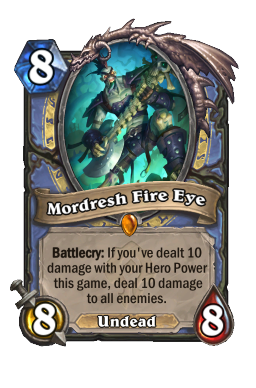 8
Mordresh Fire Eye
Battlecry: If you've dealt 10
damage with your Hero Power
this game, deal 10 damage
to all enemies.
8
Undead
8